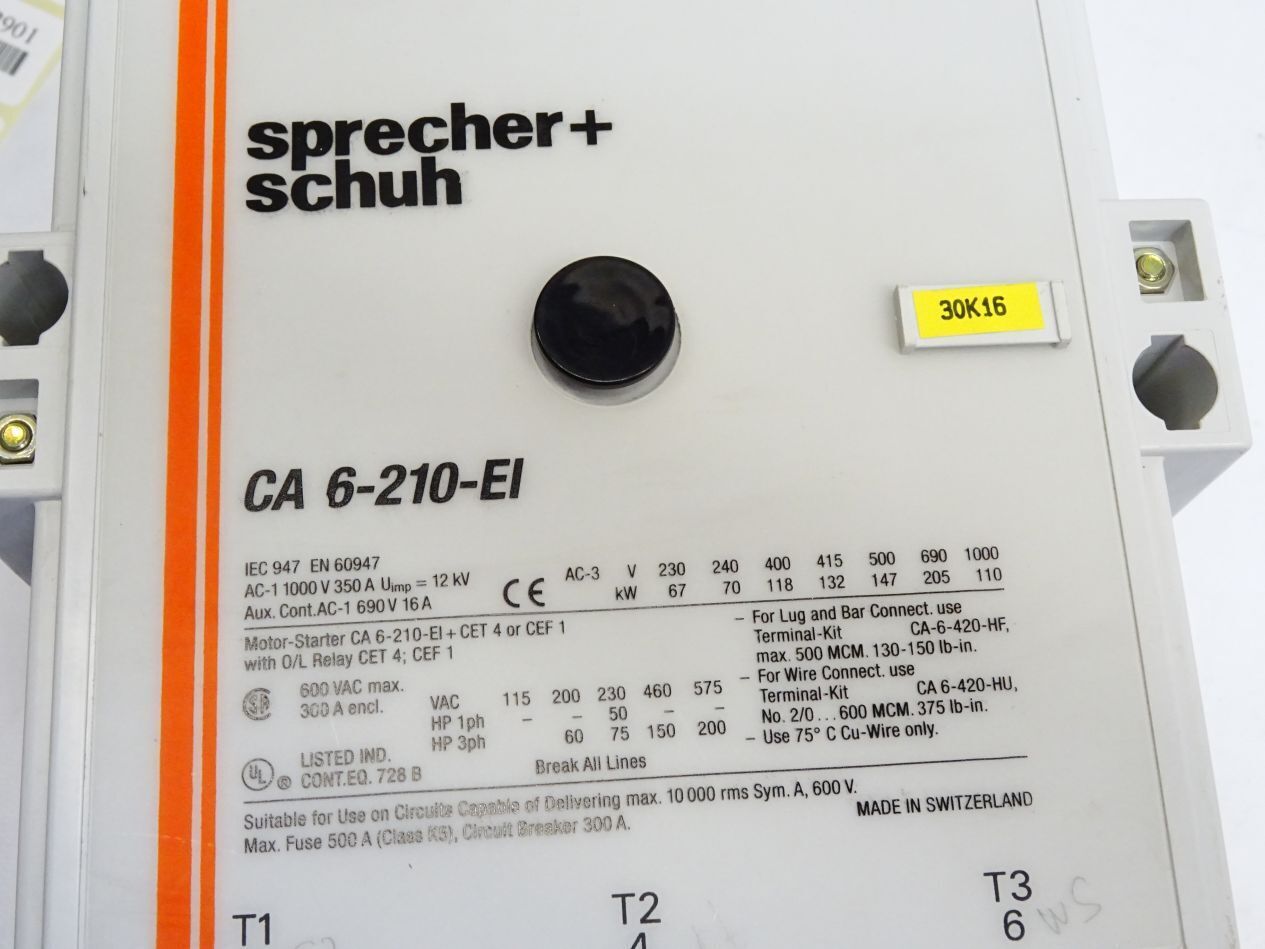 901
sprecher+
schuh
30K16
CA 6-210-EI
IEC 947 EN 60947
AC-1 1000 V 350 A Uimp = 12 kV
Aux. Cont.AC-1 690 V 16 A
CE
AC-3 V 230 240 400 415 500 690 1000
kW 67 70 118 132 147 205 110
Motor-Starter CA 6-210-EI + CET 4 or CEF 1
with O/L Relay CET 4; CEF 1
600 VAC max.
300 A encl.
VAC 115 200 230 460 575
HP 1ph – – 50 – –
HP 3ph 60 75 150 200
UL ® LISTED IND.
CONT.EQ. 728 B
Break All Lines
– For Lug and Bar Connect. use
Terminal-Kit CA-6-420-HF,
max. 500 MCM. 130-150 lb-in.
– For Wire Connect. use
Terminal-Kit CA 6-420-HU,
No. 2/0 ... 600 MCM. 375 lb-in.
– Use 75° C Cu-Wire only.
Suitable for Use on Circuits Capable of Delivering max. 10 000 rms Sym. A, 600 V.
Max. Fuse 500 A (Class K5), Circuit Breaker 300 A.
MADE IN SWITZERLAND
T1 T2 T3
4 6 ws